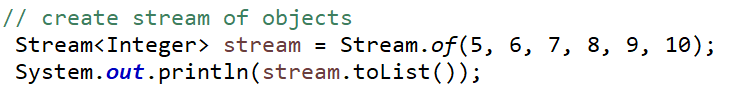 // create stream of objects
Stream<Integer> stream = Stream.of(5, 6, 7, 8, 9, 10);
System.out.println(stream.toList());